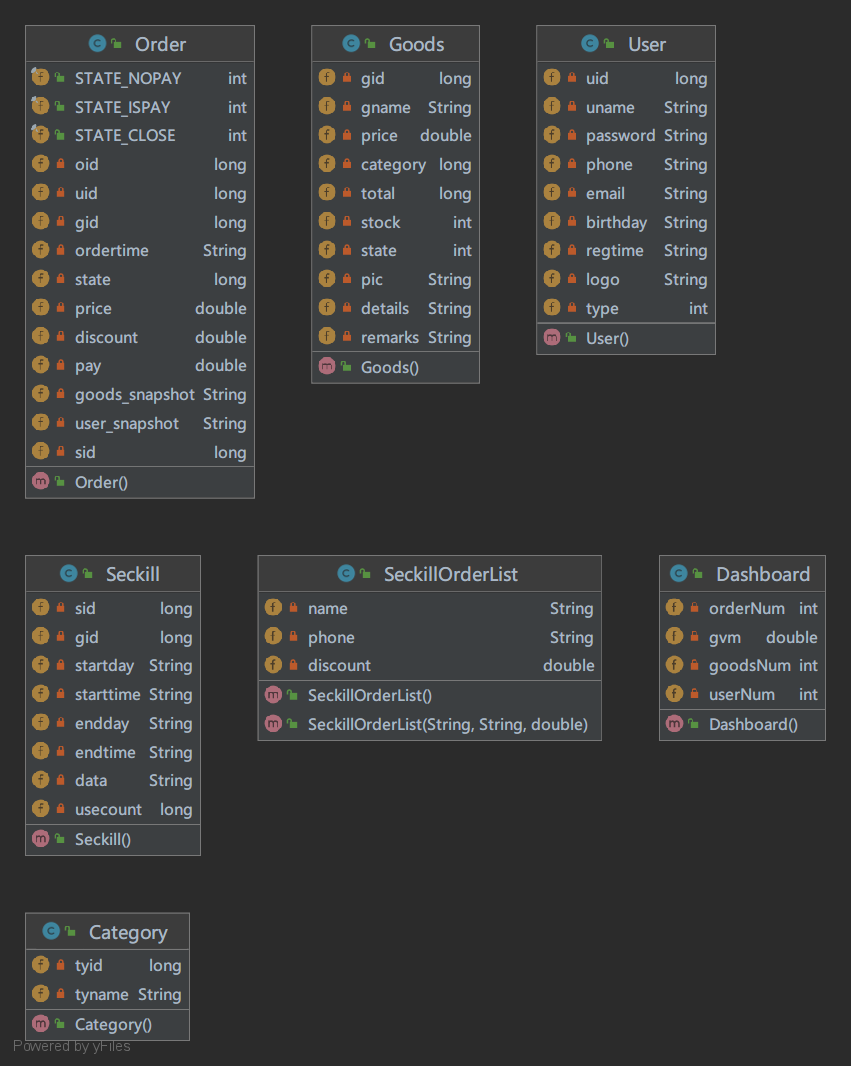 Order
STATE_NOPAY int
STATE_ISPAY int
STATE_CLOSE int
oid long
uid long
gid long
ordertime String
state long
price double
discount double
pay double
goods_snapshot String
user_snapshot String
sid long
Order()
Goods
gid long
gname String
price double
category long
total long
stock int
state int
pic String
details String
remarks String
Goods()
User
uid long
uname String
password String
phone String
email String
birthday String
regtime String
logo String
type int
User()
Seckill
sid long
gid long
startday String
starttime String
endday String
endtime String
data String
usecount long
Seckill()
SeckillOrderList
name String
phone String
discount double
SeckillOrderList()
SeckillOrderList(String, String, double)
Dashboard
orderNum int
gvm double
goodsNum int
userNum int
Dashboard()
Category
tyid long
tyname String
Category()
Powered by yFiles